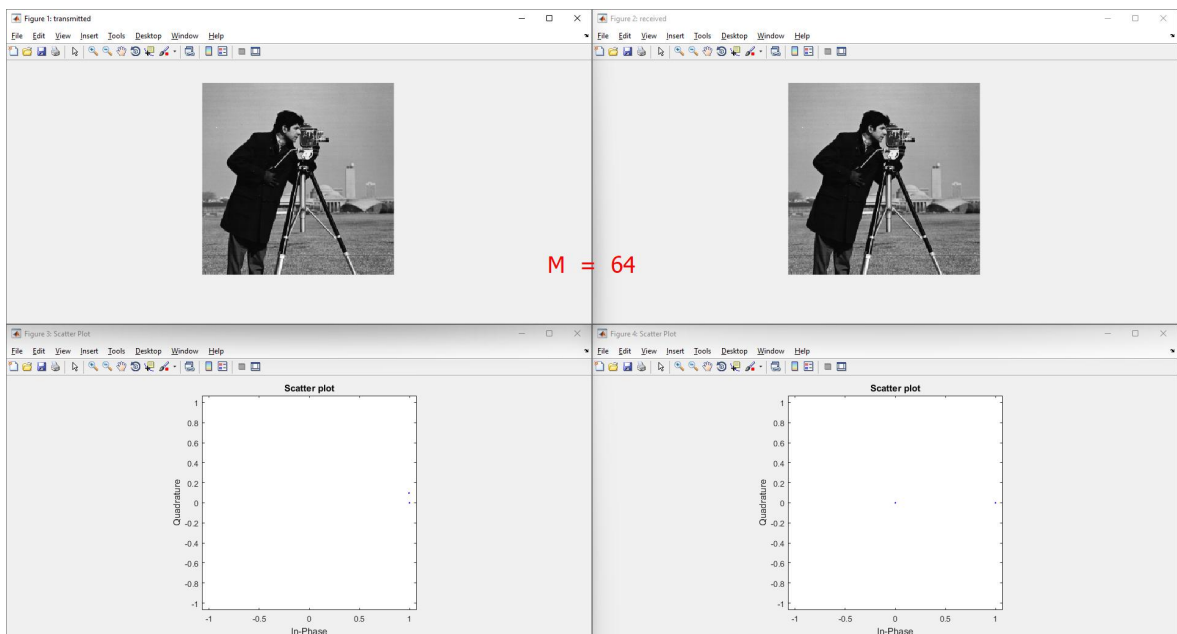 Figure 1: transmitted
File Edit View Insert Tools Desktop Window Help
Figure 2: received
File Edit View Insert Tools Desktop Window Help
M = 64
Figure 3: Scatter Plot
File Edit View Insert Tools Desktop Window Help
Scatter plot
1
0.8
0.6
0.4
0.2
0
-0.2
-0.4
-0.6
-0.8
-1
Quadrature
-1 -0.5 0 0.5 1
In-Phase
Figure 4: Scatter Plot
File Edit View Insert Tools Desktop Window Help
Scatter plot
1
0.8
0.6
0.4
0.2
0
-0.2
-0.4
-0.6
-0.8
-1
Quadrature
-1 -0.5 0 0.5 1
In-Phase